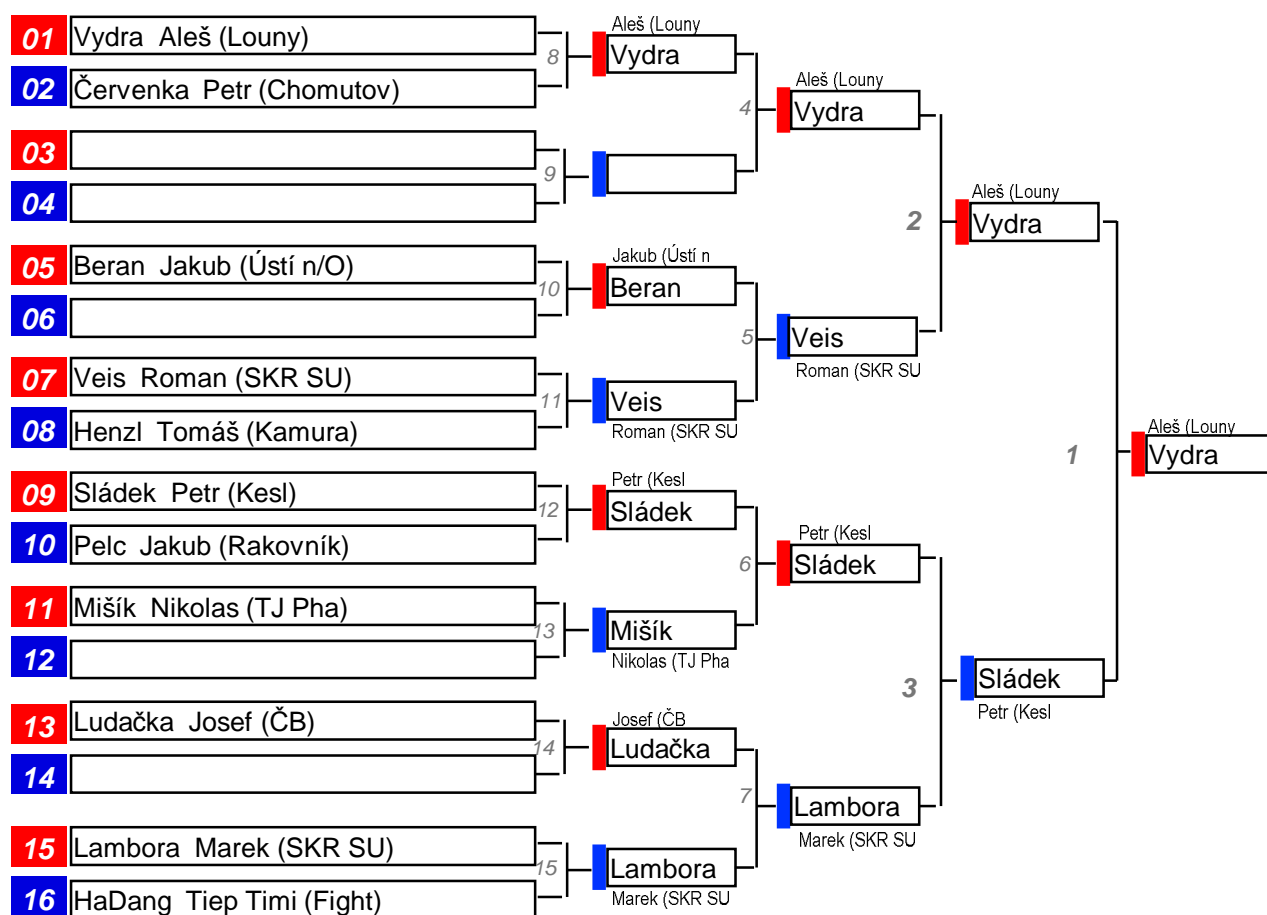 01 Vydra Aleš (Louny)
02 Červenka Petr (Chomutov)
03
04
05 Beran Jakub (Ústí n/O)
06
07 Veis Roman (SKR SU)
08 Henzl Tomáš (Kamura)
09 Sládek Petr (Kesl)
10 Pelc Jakub (Rakovník)
11 Mišík Nikolas (TJ Pha)
12
13 Ludačka Josef (ČB)
14
15 Lambora Marek (SKR SU)
16 HaDang Tiep Timi (Fight)
8
9
10
11
12
13
14
15
Aleš (Louny
Vydra
Jakub (Ústí n
Beran
Veis
Roman (SKR SU
Petr (Kesl
Sládek
Mišík
Nikolas (TJ Pha
Josef (ČB
Ludačka
Lambora
Marek (SKR SU
4
5
6
7
Aleš (Louny
Vydra
Veis
Roman (SKR SU
Petr (Kesl
Sládek
Lambora
Marek (SKR SU
2
3
Aleš (Louny
Vydra
Sládek
Petr (Kesl
1
Aleš (Louny
Vydra